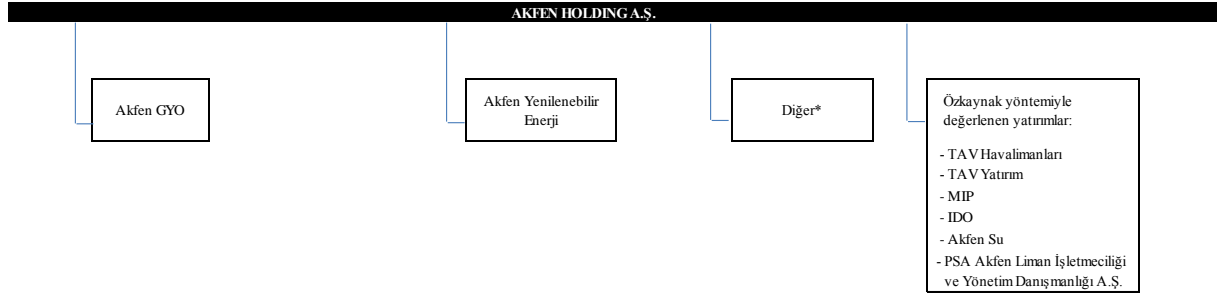 AKFEN HOLDING A.Ş.
Akfen GYO
Akfen Yenilenebilir
Enerji
Diğer*
Özkaynak yöntemiyle
değerlenen yatırımlar:
- TAV Havalimanları
- TAV Yatırım
- MIP
- IDO
- Akfen Su
- PSA Akfen Liman İşletmeciliği
ve Yönetim Danışmanlığı A.Ş.